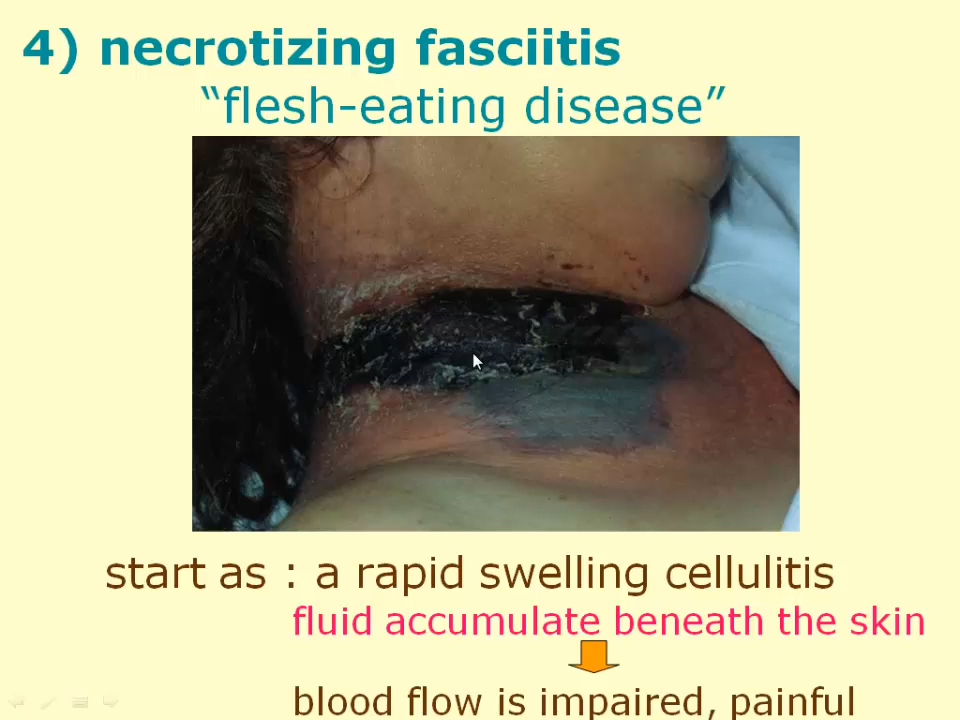 4) necrotizing fasciitis
“flesh-eating disease”
start as : a rapid swelling cellulitis
fluid accumulate beneath the skin
blood flow is impaired, painful